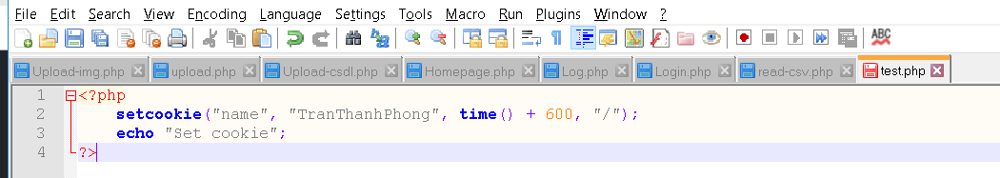 File Edit Search View Encoding Language Settings Tools Macro Run Plugins Window ?
ABC
Upload-img.php upload.php Upload-csdl.php Homepage.php Log.php Login.php read-csv.php test.php
1 <?php
2 setcookie("name", "TranThanhPhong", time() + 600, "/");
3 echo "Set cookie";
4 ?>